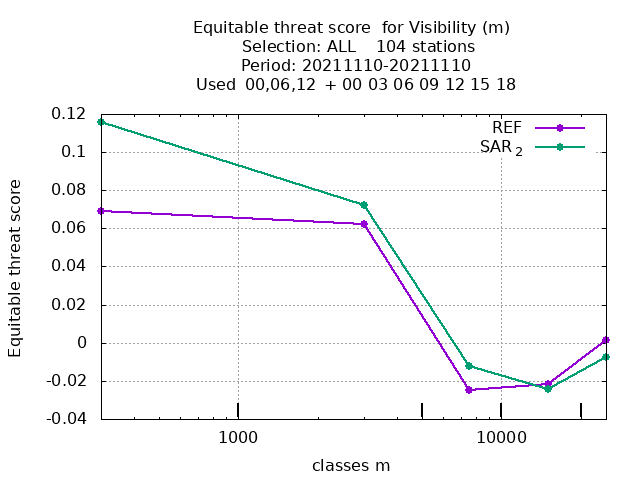 Equitable threat score  for Visibility (m)
Selection: ALL    104 stations
Period: 20211110-20211110
Used  00,06,12  + 00 03 06 09 12 15 18
REF
SAR 2
0.12
0.1
0.08
0.06
0.04
0.02
0
-0.02
-0.04
Equitable threat score
1000
10000
classes m